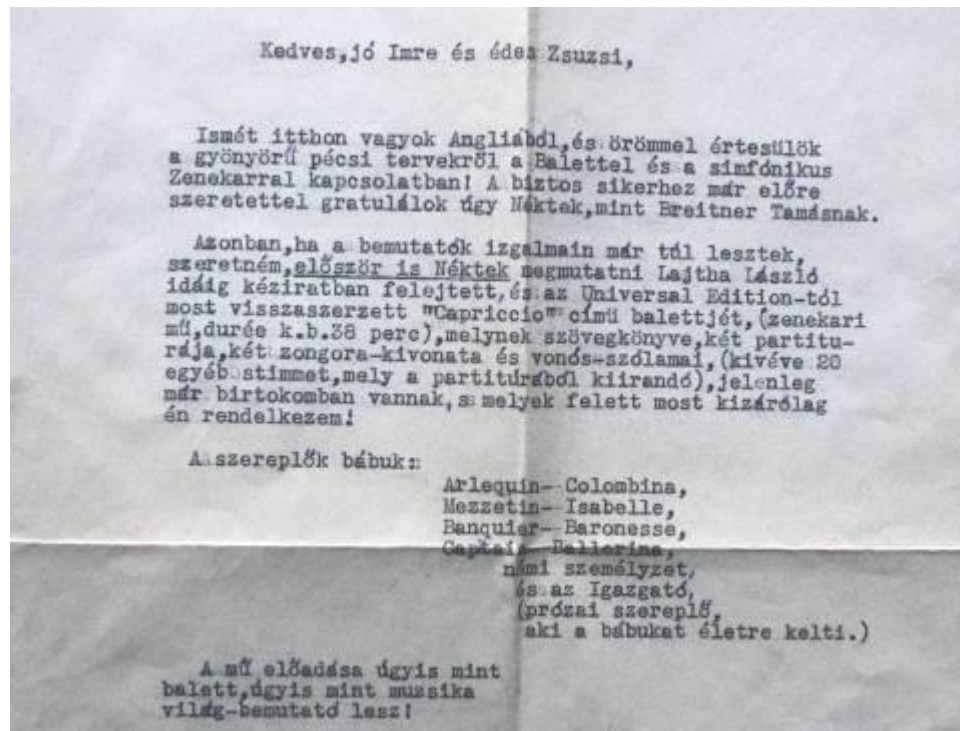 Kedves,jó Imre és édes Zsuzsi,
Ismét itthon vagyok Angliából,és örömmel értesülök
a gyönyörű pécsi tervekről a Balettel és a simfónikus
Zenekarral kapcsolatban! A biztos sikerhez már előre
szeretettel gratulálok úgy Néktek,mint Breitner Tamásnak.
Azonban,ha a bemutatók izgalmain már túl lesztek,
szeretném,először is Néktek megmutatni Lajtha László
idáig kéziratban felejtett,és az Universal Edition-tól
most visszaszerzett "Capriccio" című balettjét,(zenekari
mű,durée k.b.38 perc),melynek szövegkönyve,két partitu-
rája,két zongora-kivonata és vonós-szólamai,(kivéve 20
egyéb stimmet,mely a partitúrából kiirandó),jelenleg
már birtokomban vannak,s melyek felett most kizárólag
én rendelkezem!
A szereplők bábuk:
Arlequin- Colombina,
Mezzetin- Isabelle,
Banquier- Baronesse,
Captain- Ballerina,
némi személyzet,
és az Igazgató,
(prózai szereplő,
aki a bábukat életre kelti.)
A mű előadása úgyis mint
balett,úgyis mint muzsika
világ-bemutató lesz!